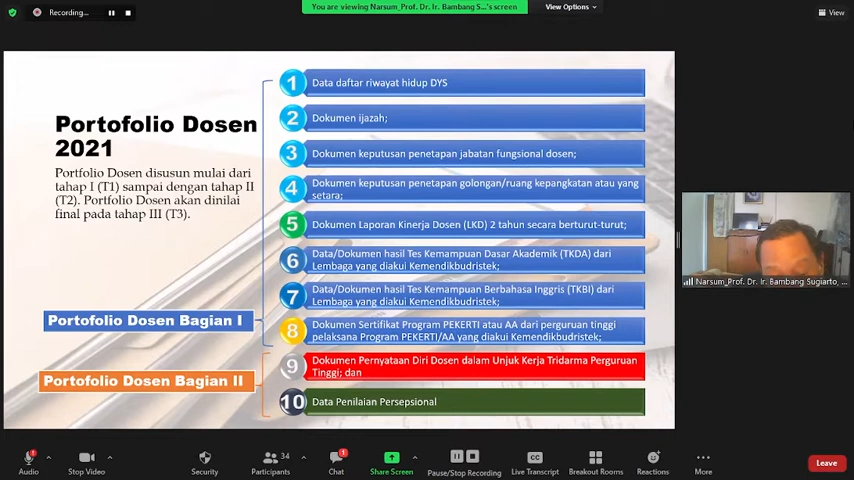 Recording...
You are viewing Narsum_Prof. Dr. Ir. Bambang S...'s screen
View Options
View
Portofolio Dosen
2021
Portfolio Dosen disusun mulai dari
tahap I (T1) sampai dengan tahap II
(T2). Portfolio Dosen akan dinilai
final pada tahap III (T3).
Portofolio Dosen Bagian I
Portofolio Dosen Bagian II
1 Data daftar riwayat hidup DYS
2 Dokumen ijazah;
3 Dokumen keputusan penetapan jabatan fungsional dosen;
4 Dokumen keputusan penetapan golongan/ruang kepangkatan atau yang
setara;
5 Dokumen Laporan Kinerja Dosen (LKD) 2 tahun secara berturut-turut;
6 Data/Dokumen hasil Tes Kemampuan Dasar Akademik (TKDA) dari
Lembaga yang diakui Kemendikbudristek;
7 Data/Dokumen hasil Tes Kemampuan Berbahasa Inggris (TKBI) dari
Lembaga yang diakui Kemendikbudristek;
8 Dokumen Sertifikat Program PEKERTI atau AA dari perguruan tinggi
pelaksana Program PEKERTI/AA yang diakui Kemendikbudristek;
9 Dokumen Pernyataan Diri Dosen dalam Unjuk Kerja Tridarma Perguruan
Tinggi; dan
10 Data Penilaian Persepsional
Narsum_Prof. Dr. Ir. Bambang Sugiarto, ...
Audio
Stop Video
Security
34
Participants
1
Chat
Share Screen
Pause/Stop Recording
CC
Live Transcript
Breakout Rooms
Reactions
More
Leave